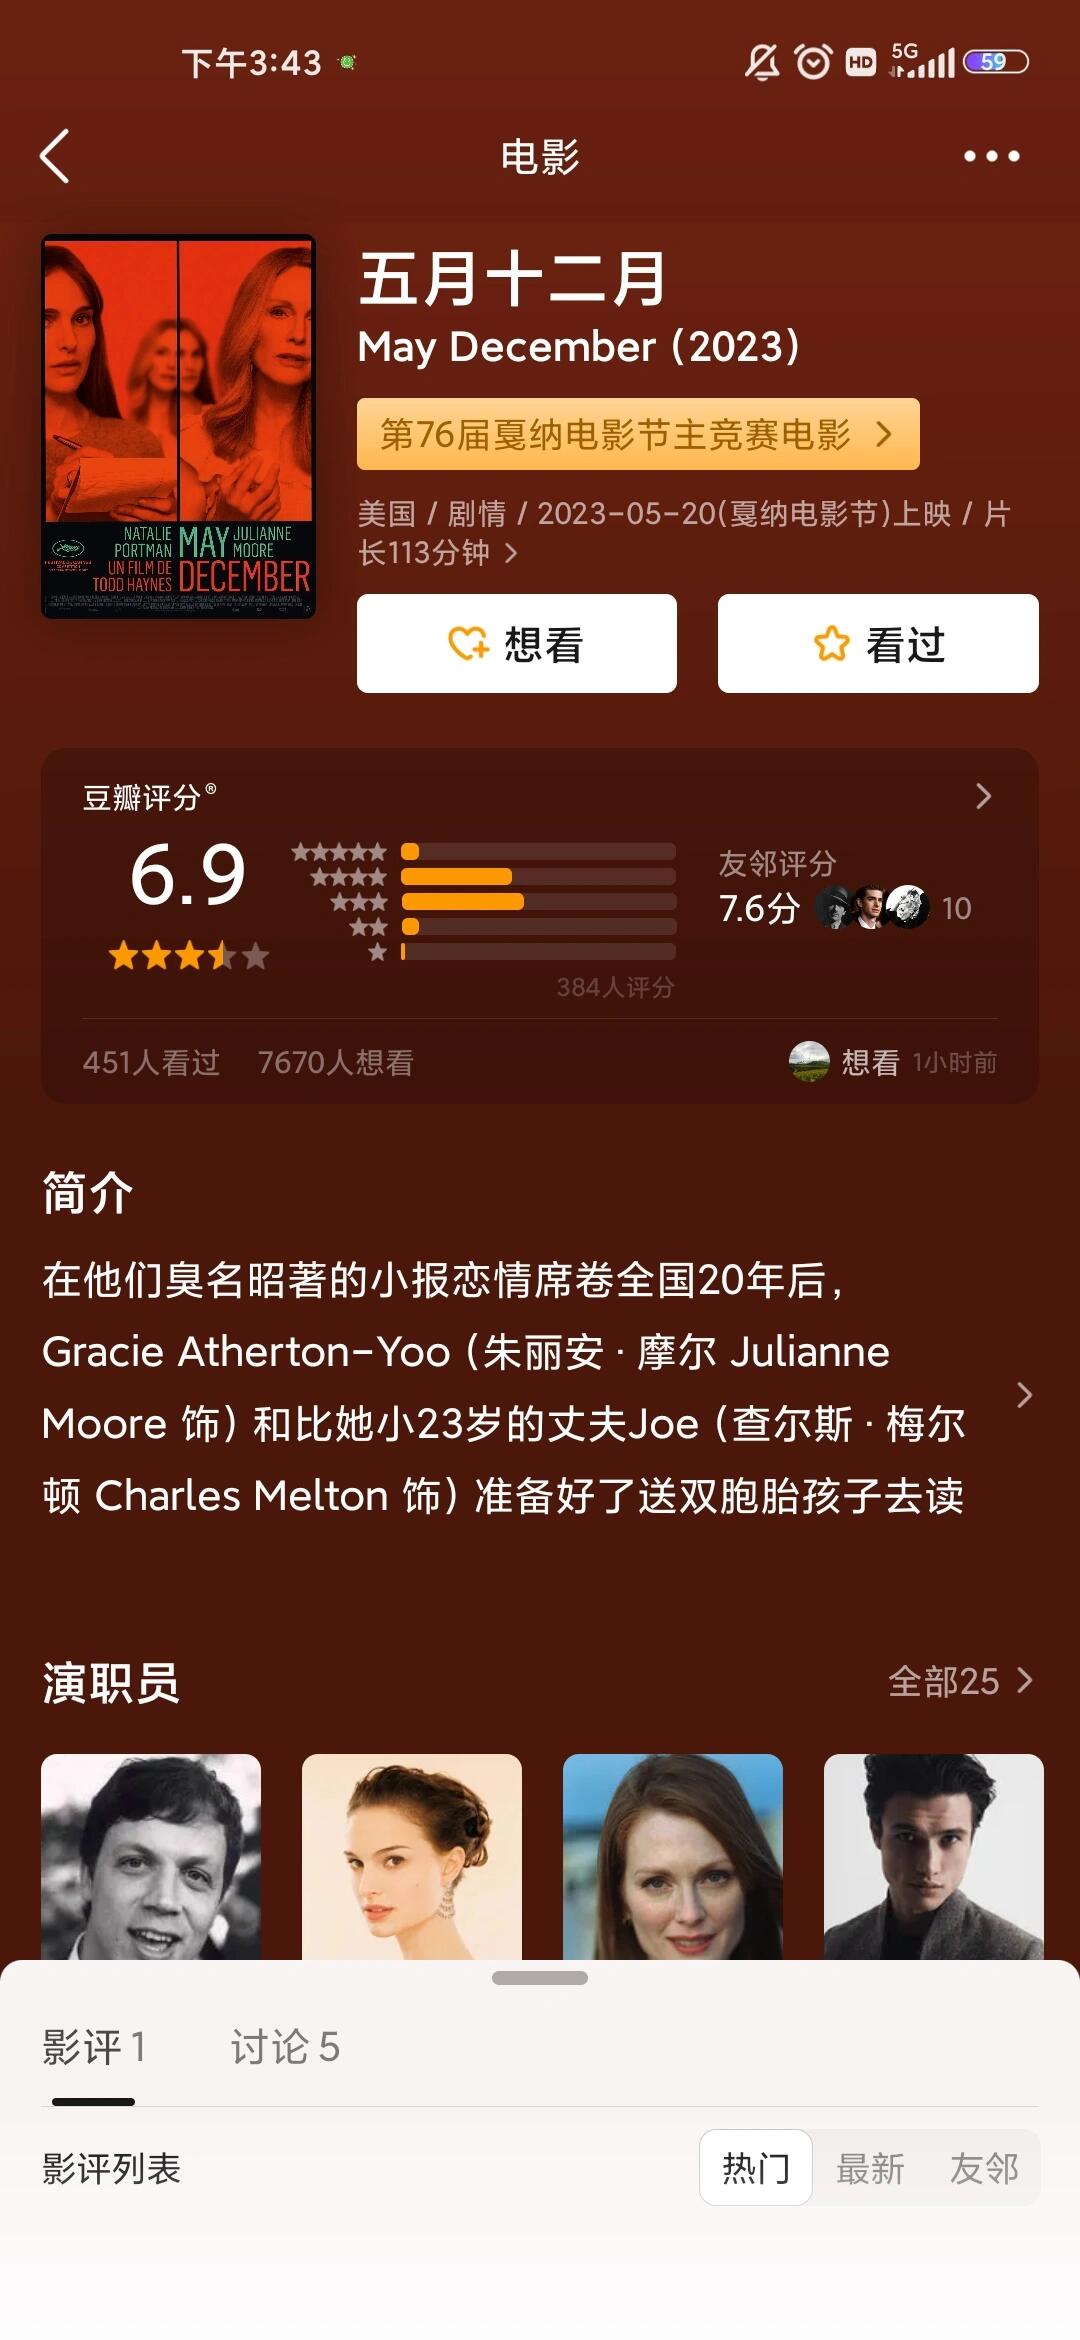 下午3:43
HD 5G 59
电影
五月十二月
May December (2023)
第76届戛纳电影节主竞赛电影
美国 / 剧情 / 2023-05-20(戛纳电影节)上映 / 片
长113分钟
NATALIE PORTMAN MAY JULIANNE MOORE
UN FILM DE TODD HAYNES DECEMBER
想看
看过
豆瓣评分®
6.9
384人评分
友邻评分
7.6分 10
451人看过 7670人想看
想看 1小时前
简介
在他们臭名昭著的小报恋情席卷全国20年后，
Gracie Atherton-Yoo（朱丽安·摩尔 Julianne
Moore 饰）和比她小23岁的丈夫Joe（查尔斯·梅尔
顿 Charles Melton 饰）准备好了送双胞胎孩子去读
演职员
全部25
影评 1 讨论 5
影评列表
热门 最新 友邻